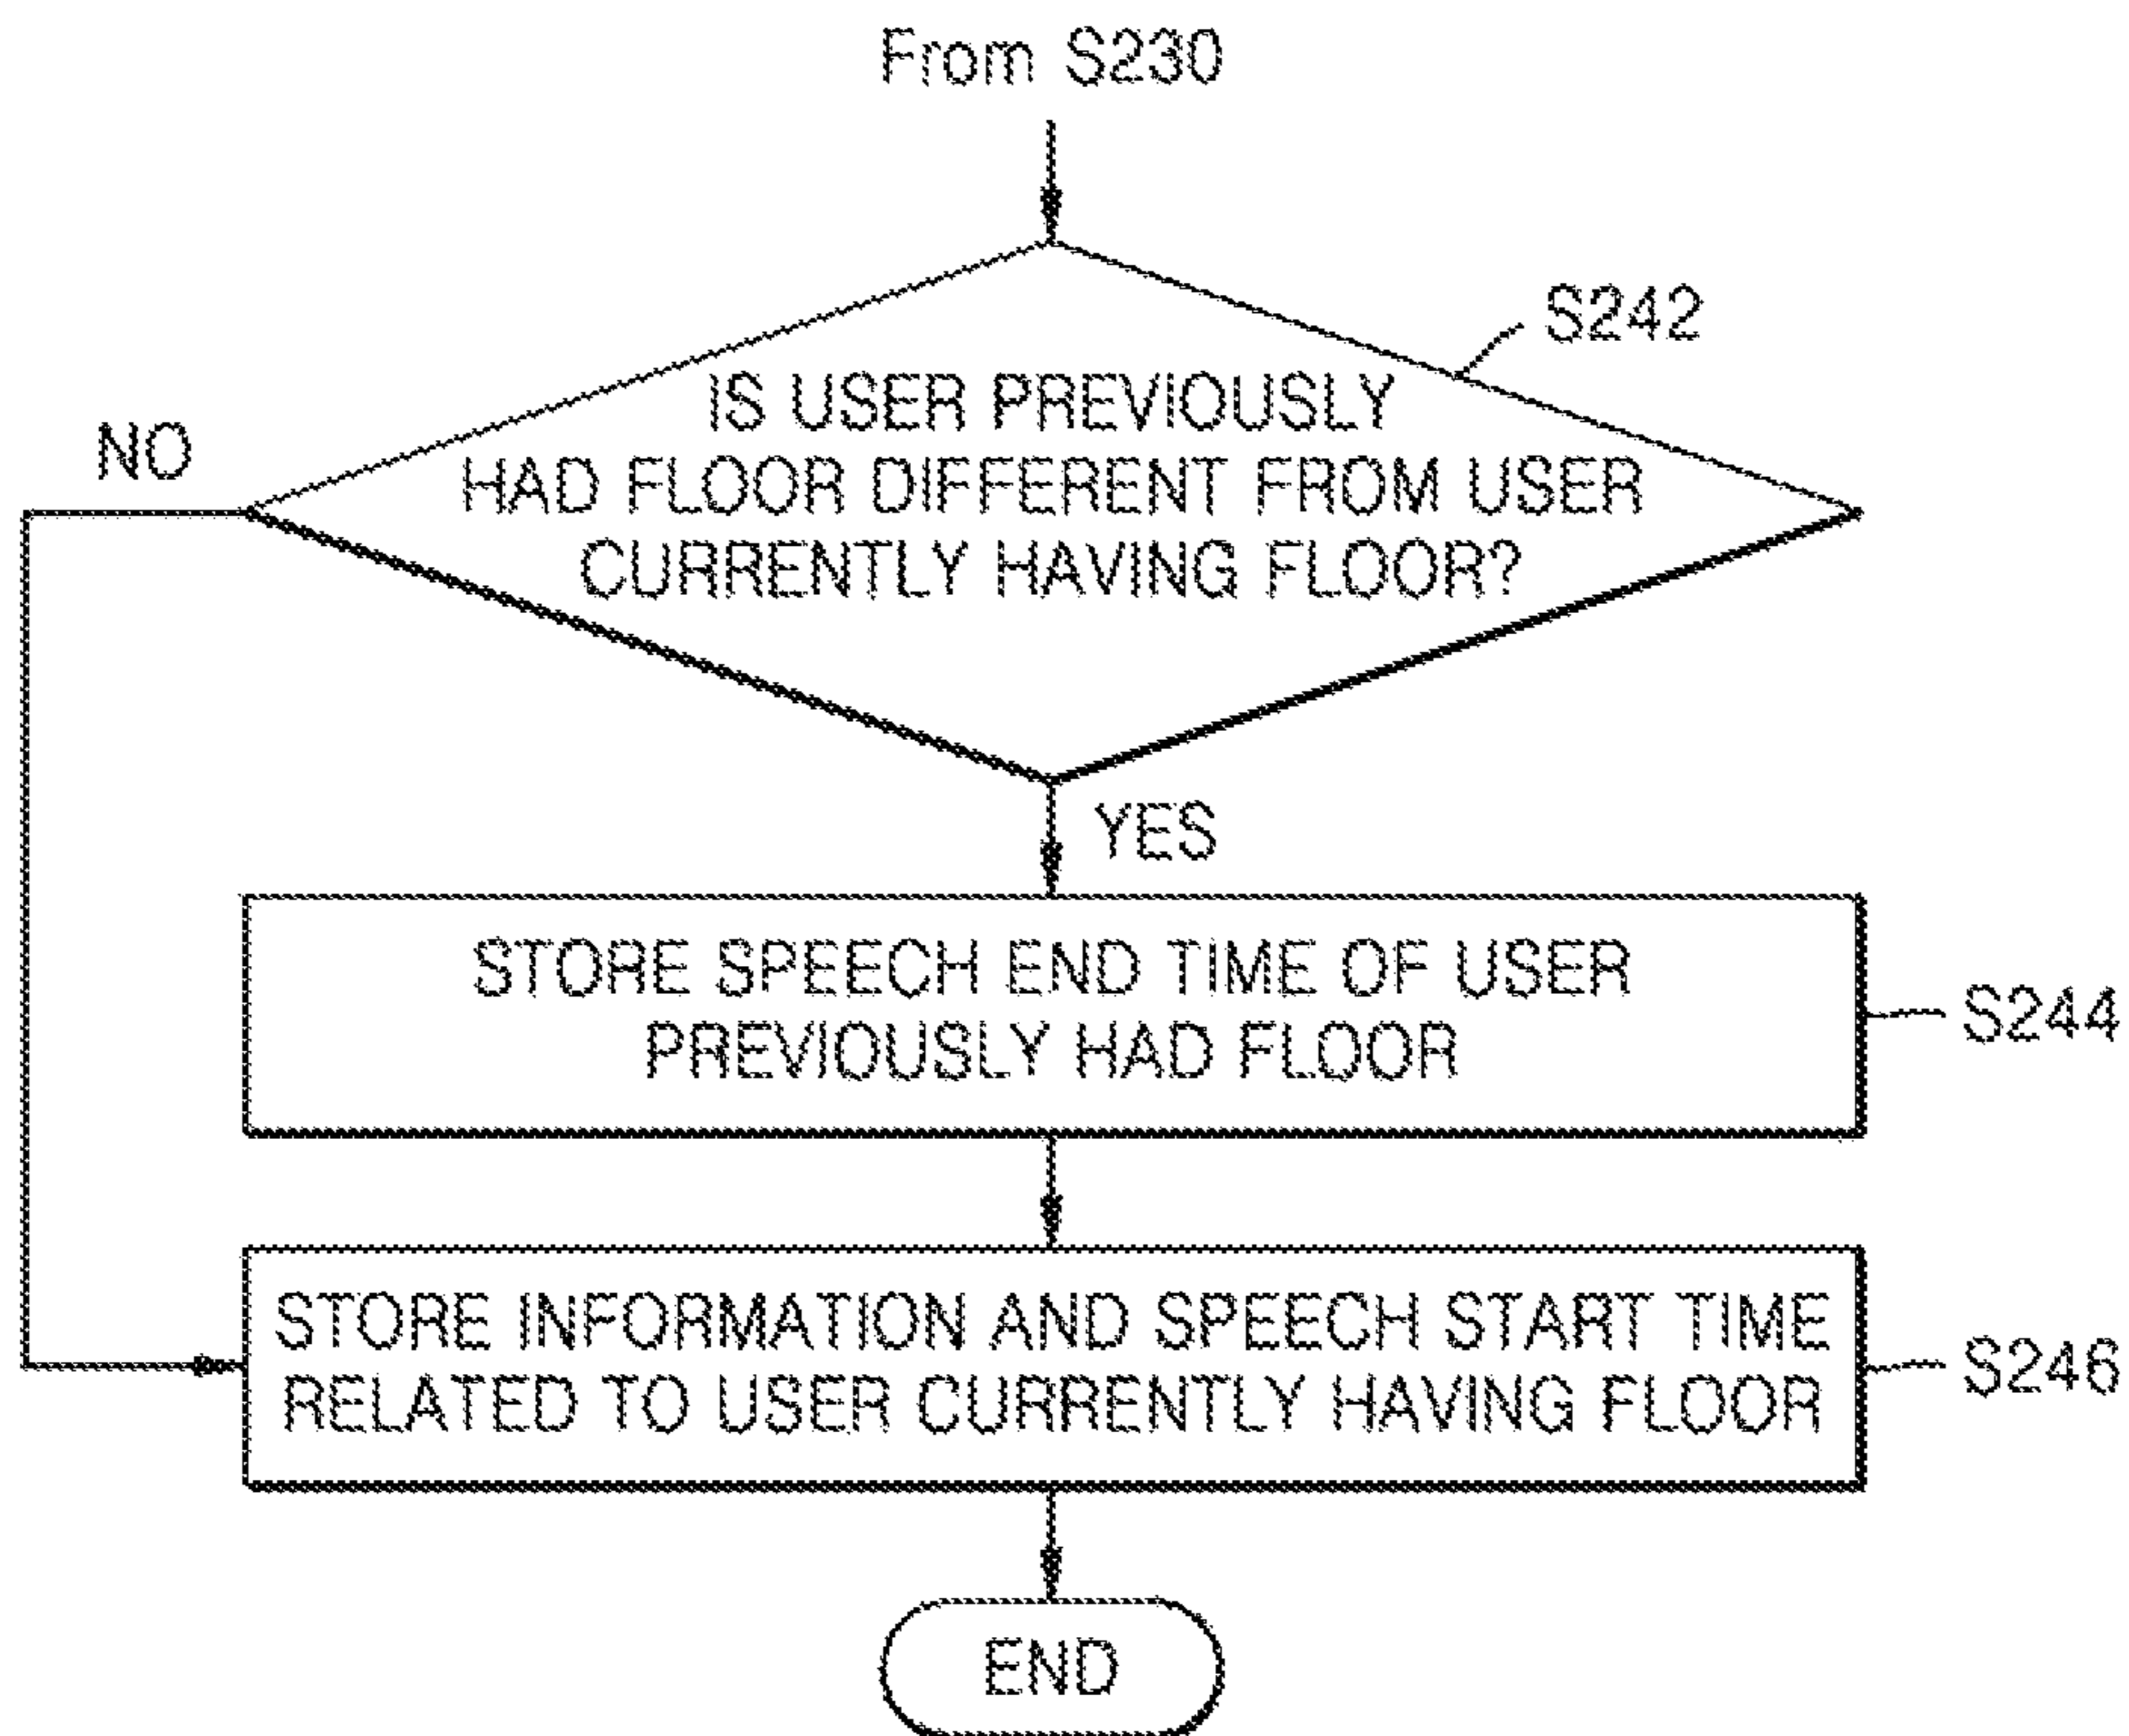 From S230
S242
IS USER PREVIOUSLY
HAD FLOOR DIFFERENT FROM USER
CURRENTLY HAVING FLOOR?
NO
YES
STORE SPEECH END TIME OF USER
PREVIOUSLY HAD FLOOR
S244
STORE INFORMATION AND SPEECH START TIME
RELATED TO USER CURRENTLY HAVING FLOOR
S246
END